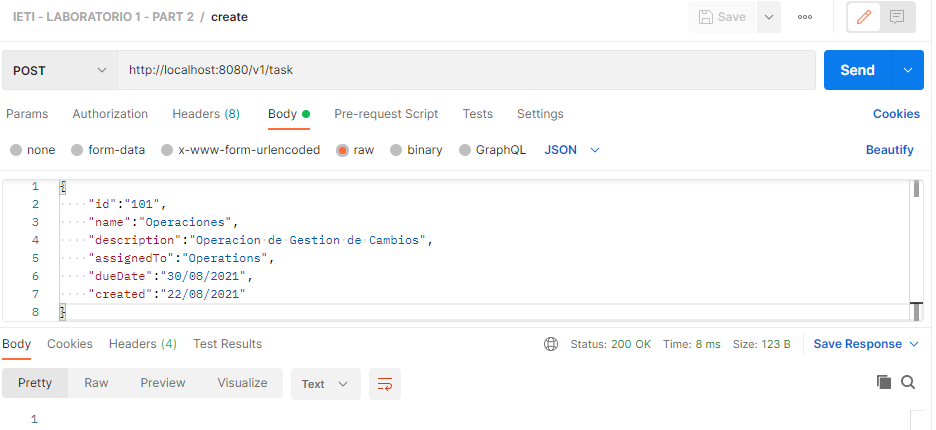 IETI - LABORATORIO 1 - PART 2 / create
Save
POST
http://localhost:8080/v1/task
Send
Params Authorization Headers (8) Body Pre-request Script Tests Settings Cookies
none form-data x-www-form-urlencoded raw binary GraphQL JSON Beautify
1 {
2 "id":"101",
3 "name":"Operaciones",
4 "description":"Operacion de Gestion de Cambios",
5 "assignedTo":"Operations",
6 "dueDate":"30/08/2021",
7 "created":"22/08/2021"
8 }
Body Cookies Headers (4) Test Results Status: 200 OK Time: 8 ms Size: 123 B Save Response
Pretty Raw Preview Visualize Text
1